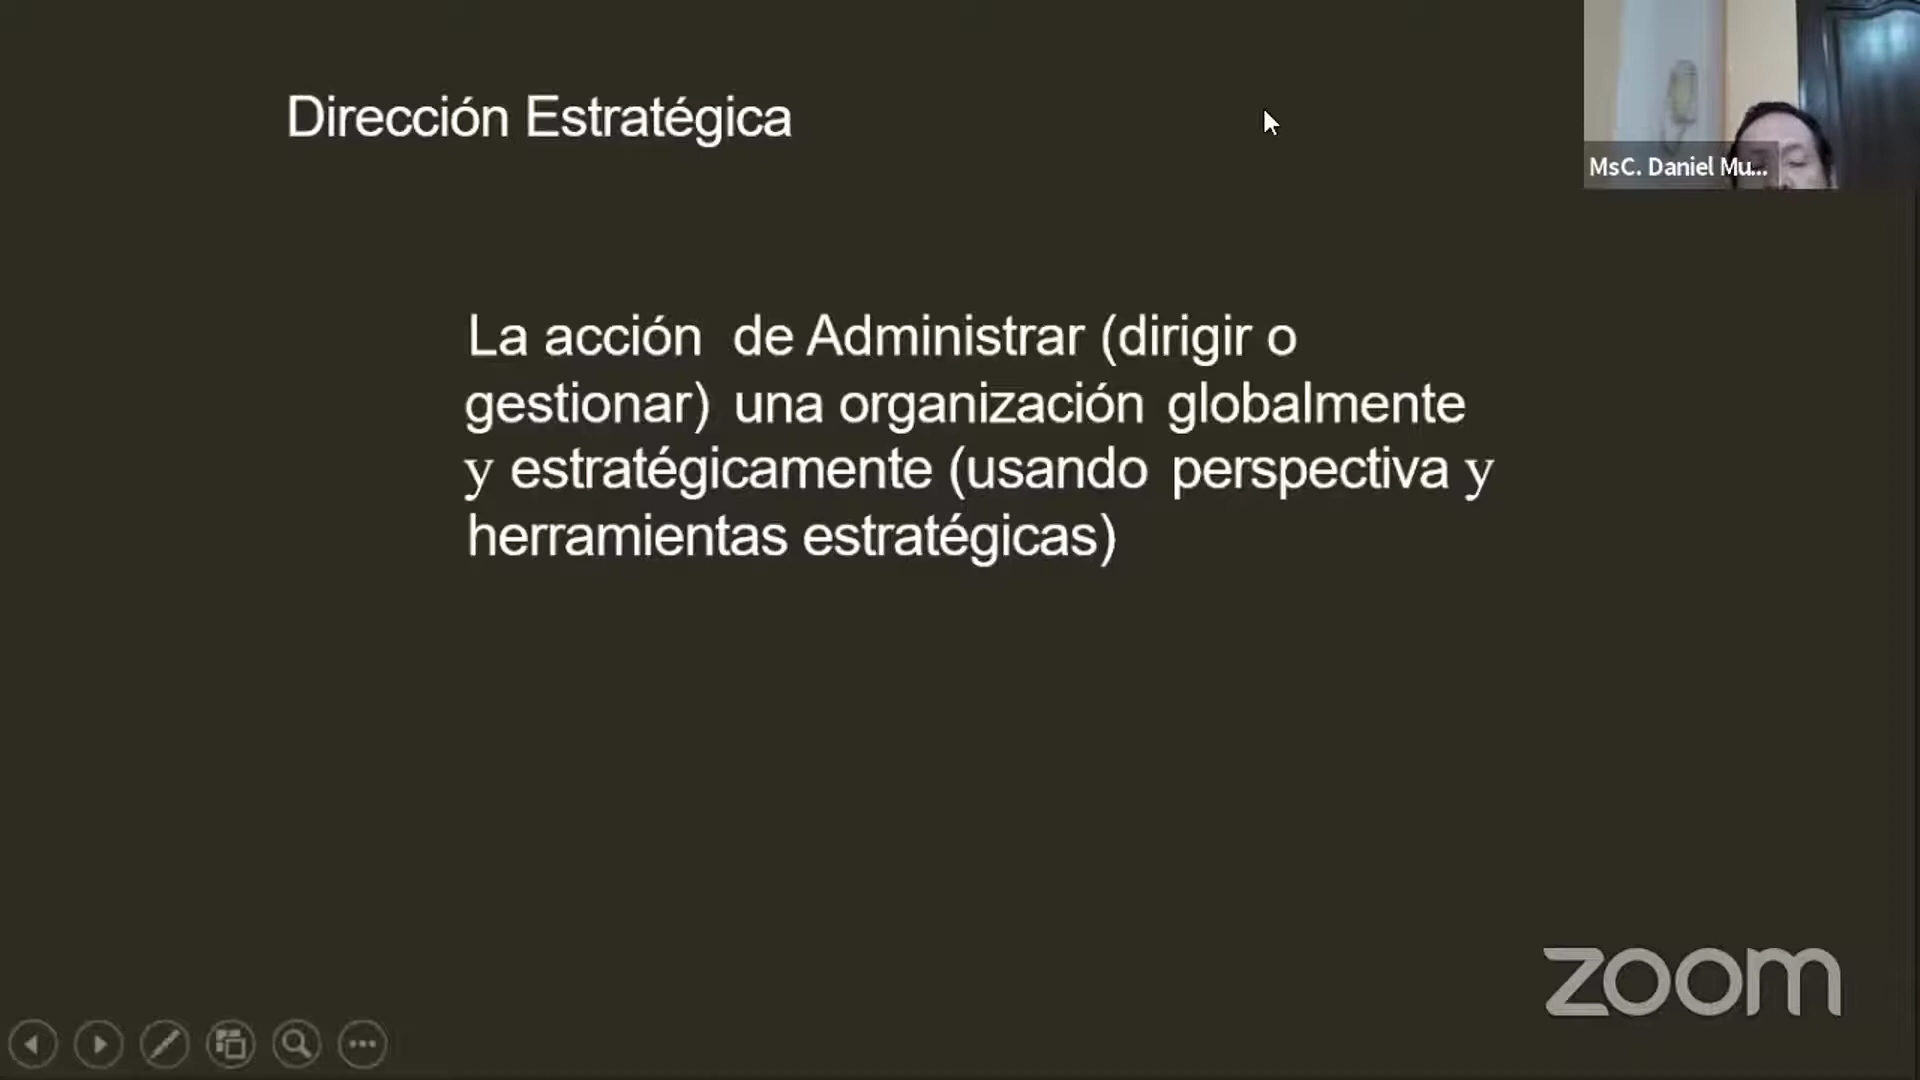 Dirección Estratégica
MsC. Daniel Mu...
La acción de Administrar (dirigir o
gestionar) una organización globalmente
y estratégicamente (usando perspectiva y
herramientas estratégicas)
zoom